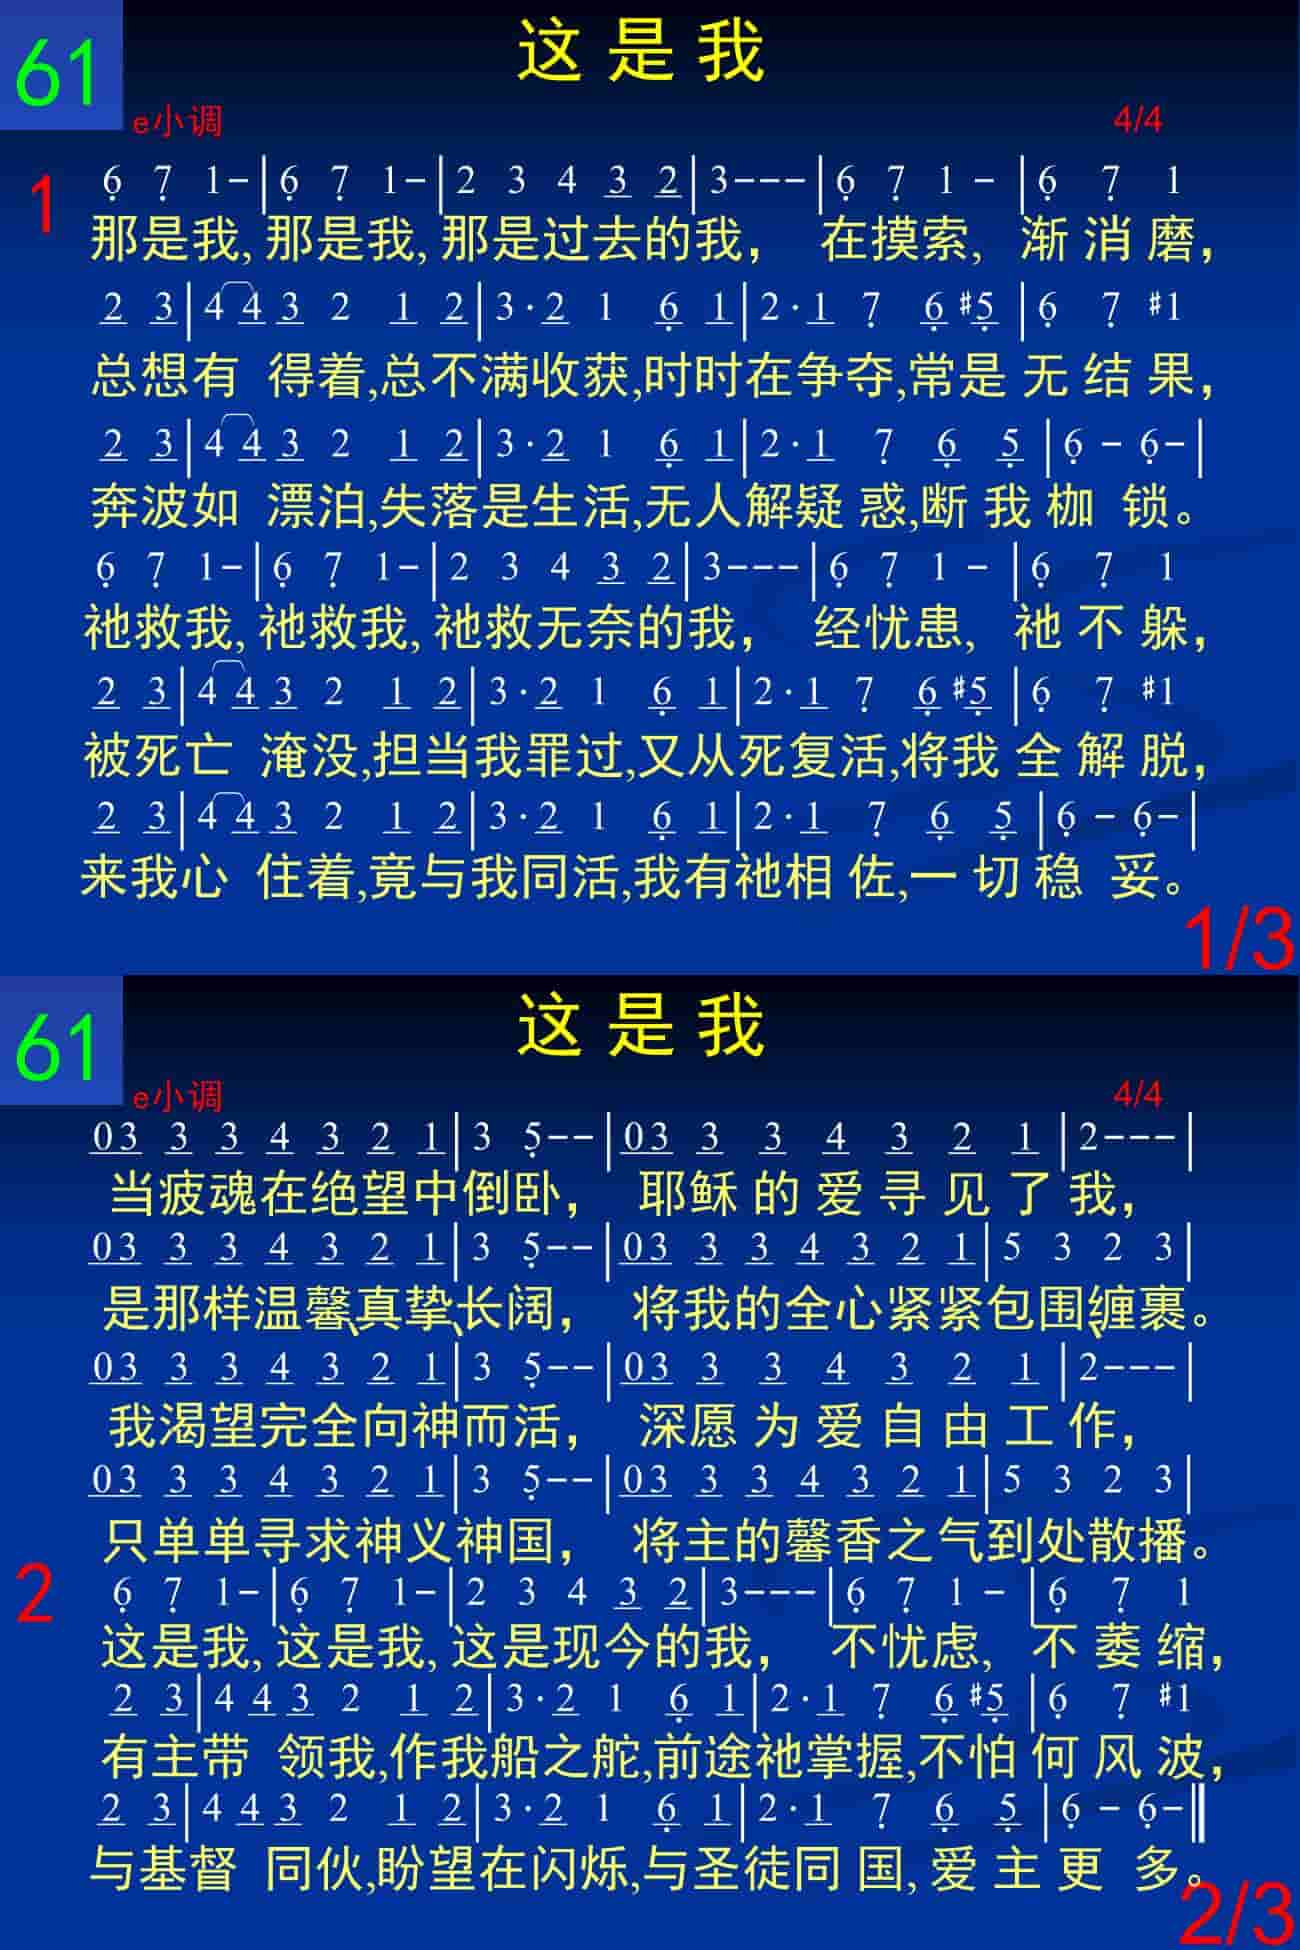 61
这是我
e小调 4/4
1
6̣ 7̣ 1-|6̣ 7̣ 1-|2 3 4 3 2|3---|6̣ 7̣ 1 -|6̣ 7̣ 1
那是我,那是我,那是过去的我， 在摸索, 渐消磨，
2 3|4 4 3 2 1 2|3·2 1 6̣ 1|2·1 7̣ 6̣ #5̣|6̣ 7̣ #1
总想有 得着,总不满收获,时时在争夺,常是无结果，
2 3|4 4 3 2 1 2|3·2 1 6̣ 1|2·1 7̣ 6̣ 5̣|6̣ - 6̣-|
奔波如 漂泊,失落是生活,无人解疑惑,断我枷 锁。
6̣ 7̣ 1-|6̣ 7̣ 1-|2 3 4 3 2|3---|6̣ 7̣ 1 -|6̣ 7̣ 1
祂救我,祂救我,祂救无奈的我， 经忧患, 祂不躲，
2 3|4 4 3 2 1 2|3·2 1 6̣ 1|2·1 7̣ 6̣ #5̣|6̣ 7̣ #1
被死亡 淹没,担当我罪过,又从死复活,将我全解脱，
2 3|4 4 3 2 1 2|3·2 1 6̣ 1|2·1 7̣ 6̣ 5̣|6̣ - 6̣-|
来我心 住着,竟与我同活,我有祂相佐,一切稳 妥。
1/3
61
这是我
e小调 4/4
03 3 3 4 3 2 1|3 5̣--|03 3 3 4 3 2 1|2---|
当疲魂在绝望中倒卧， 耶稣的爱寻见了我，
03 3 3 4 3 2 1|3 5̣--|03 3 3 4 3 2 1|5 3 2 3|
是那样温馨、真挚、长阔， 将我的全心紧紧包围、缠裹。
03 3 3 4 3 2 1|3 5̣--|03 3 3 4 3 2 1|2---|
我渴望完全向神而活， 深愿为爱自由工作，
03 3 3 4 3 2 1|3 5̣--|03 3 3 4 3 2 1|5 3 2 3|
只单单寻求神义神国， 将主的馨香之气到处散播。
2
6̣ 7̣ 1-|6̣ 7̣ 1-|2 3 4 3 2|3---|6̣ 7̣ 1 -|6̣ 7̣ 1
这是我,这是我,这是现今的我， 不忧虑, 不萎缩，
2 3|4 4 3 2 1 2|3·2 1 6̣ 1|2·1 7̣ 6̣ #5̣|6̣ 7̣ #1
有主带 领我,作我船之舵,前途祂掌握,不怕何风波，
2 3|4 4 3 2 1 2|3·2 1 6̣ 1|2·1 7̣ 6̣ 5̣|6̣ - 6̣-‖
与基督 同伙,盼望在闪烁,与圣徒同国,爱主更 多。
2/3